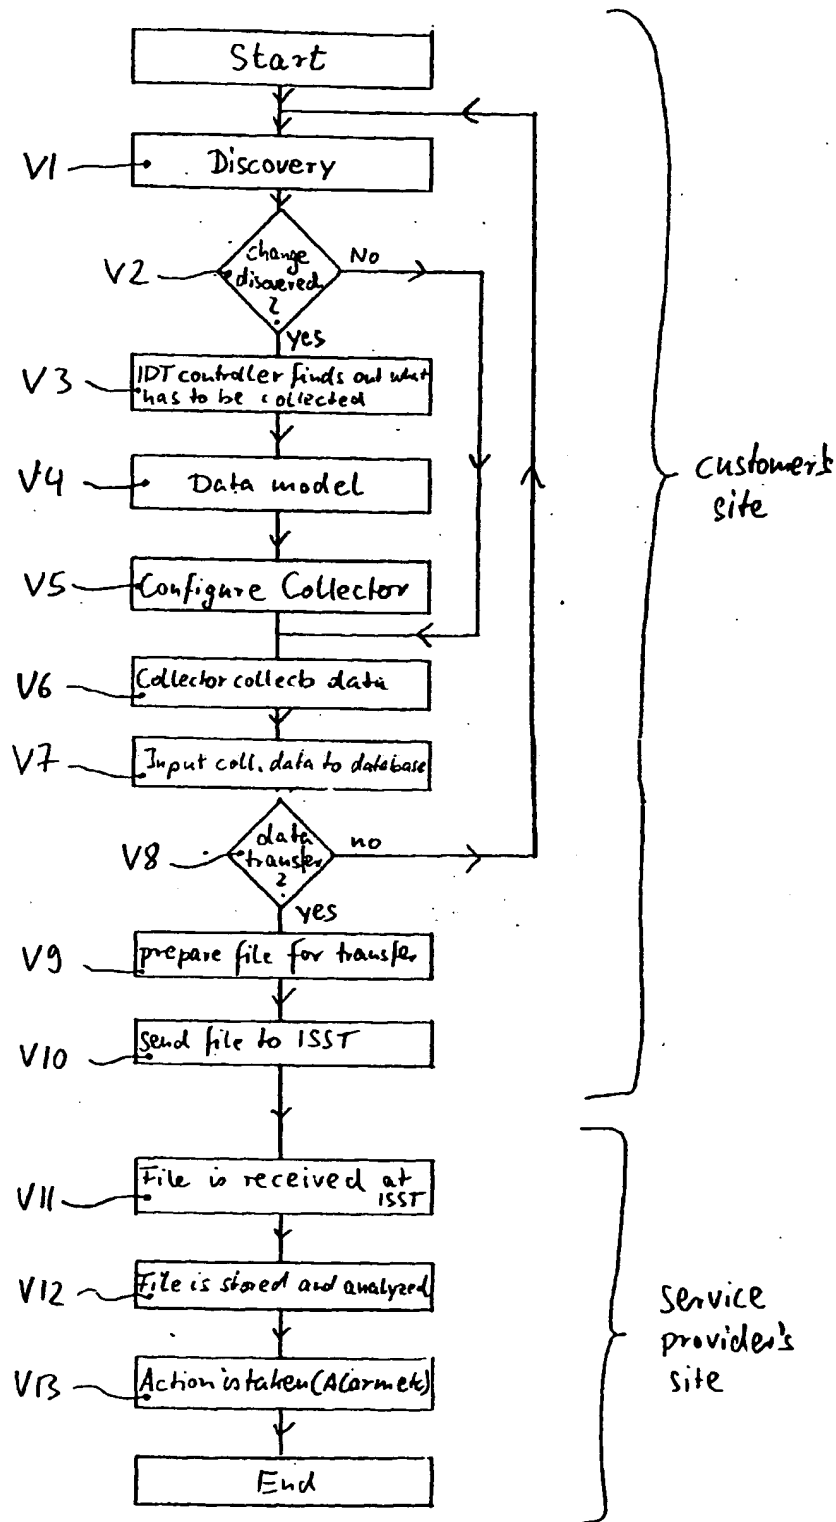 Start
V1
Discovery
V2
change
discovered
?
No
yes
V3
IDT controller finds out what
has to be collected
V4
Data model
V5
Configure Collector
V6
Collector collects data
V7
Input coll. data to database
V8
data
transfer
?
no
yes
V9
prepare file for transfer
V10
send file to ISST
customer's
site
V11
File is received at
ISST
V12
File is stored and analyzed
V13
Action is taken (Alarm etc)
End
service
provider's
site